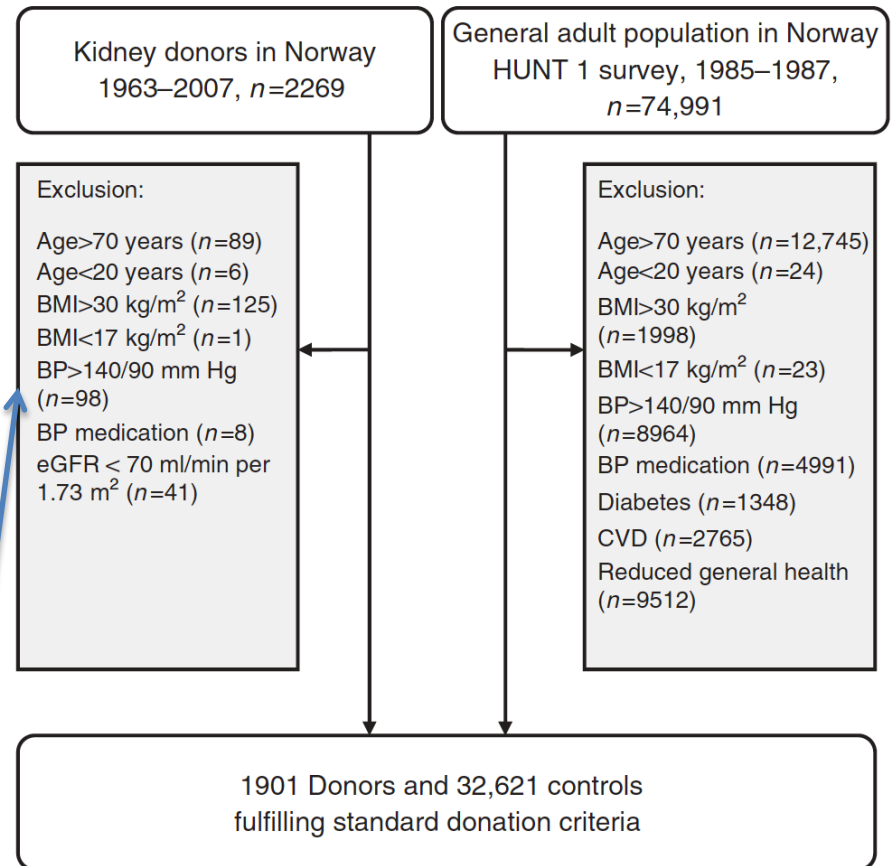 Kidney donors in Norway
1963–2007, n=2269
General adult population in Norway
HUNT 1 survey, 1985–1987,
n=74,991
Exclusion:
Age>70 years (n=89)
Age<20 years (n=6)
BMI>30 kg/m² (n=125)
BMI<17 kg/m² (n=1)
BP>140/90 mm Hg
(n=98)
BP medication (n=8)
eGFR < 70 ml/min per
1.73 m² (n=41)
Exclusion:
Age>70 years (n=12,745)
Age<20 years (n=24)
BMI>30 kg/m²
(n=1998)
BMI<17 kg/m² (n=23)
BP>140/90 mm Hg
(n=8964)
BP medication (n=4991)
Diabetes (n=1348)
CVD (n=2765)
Reduced general health
(n=9512)
1901 Donors and 32,621 controls
fulfilling standard donation criteria